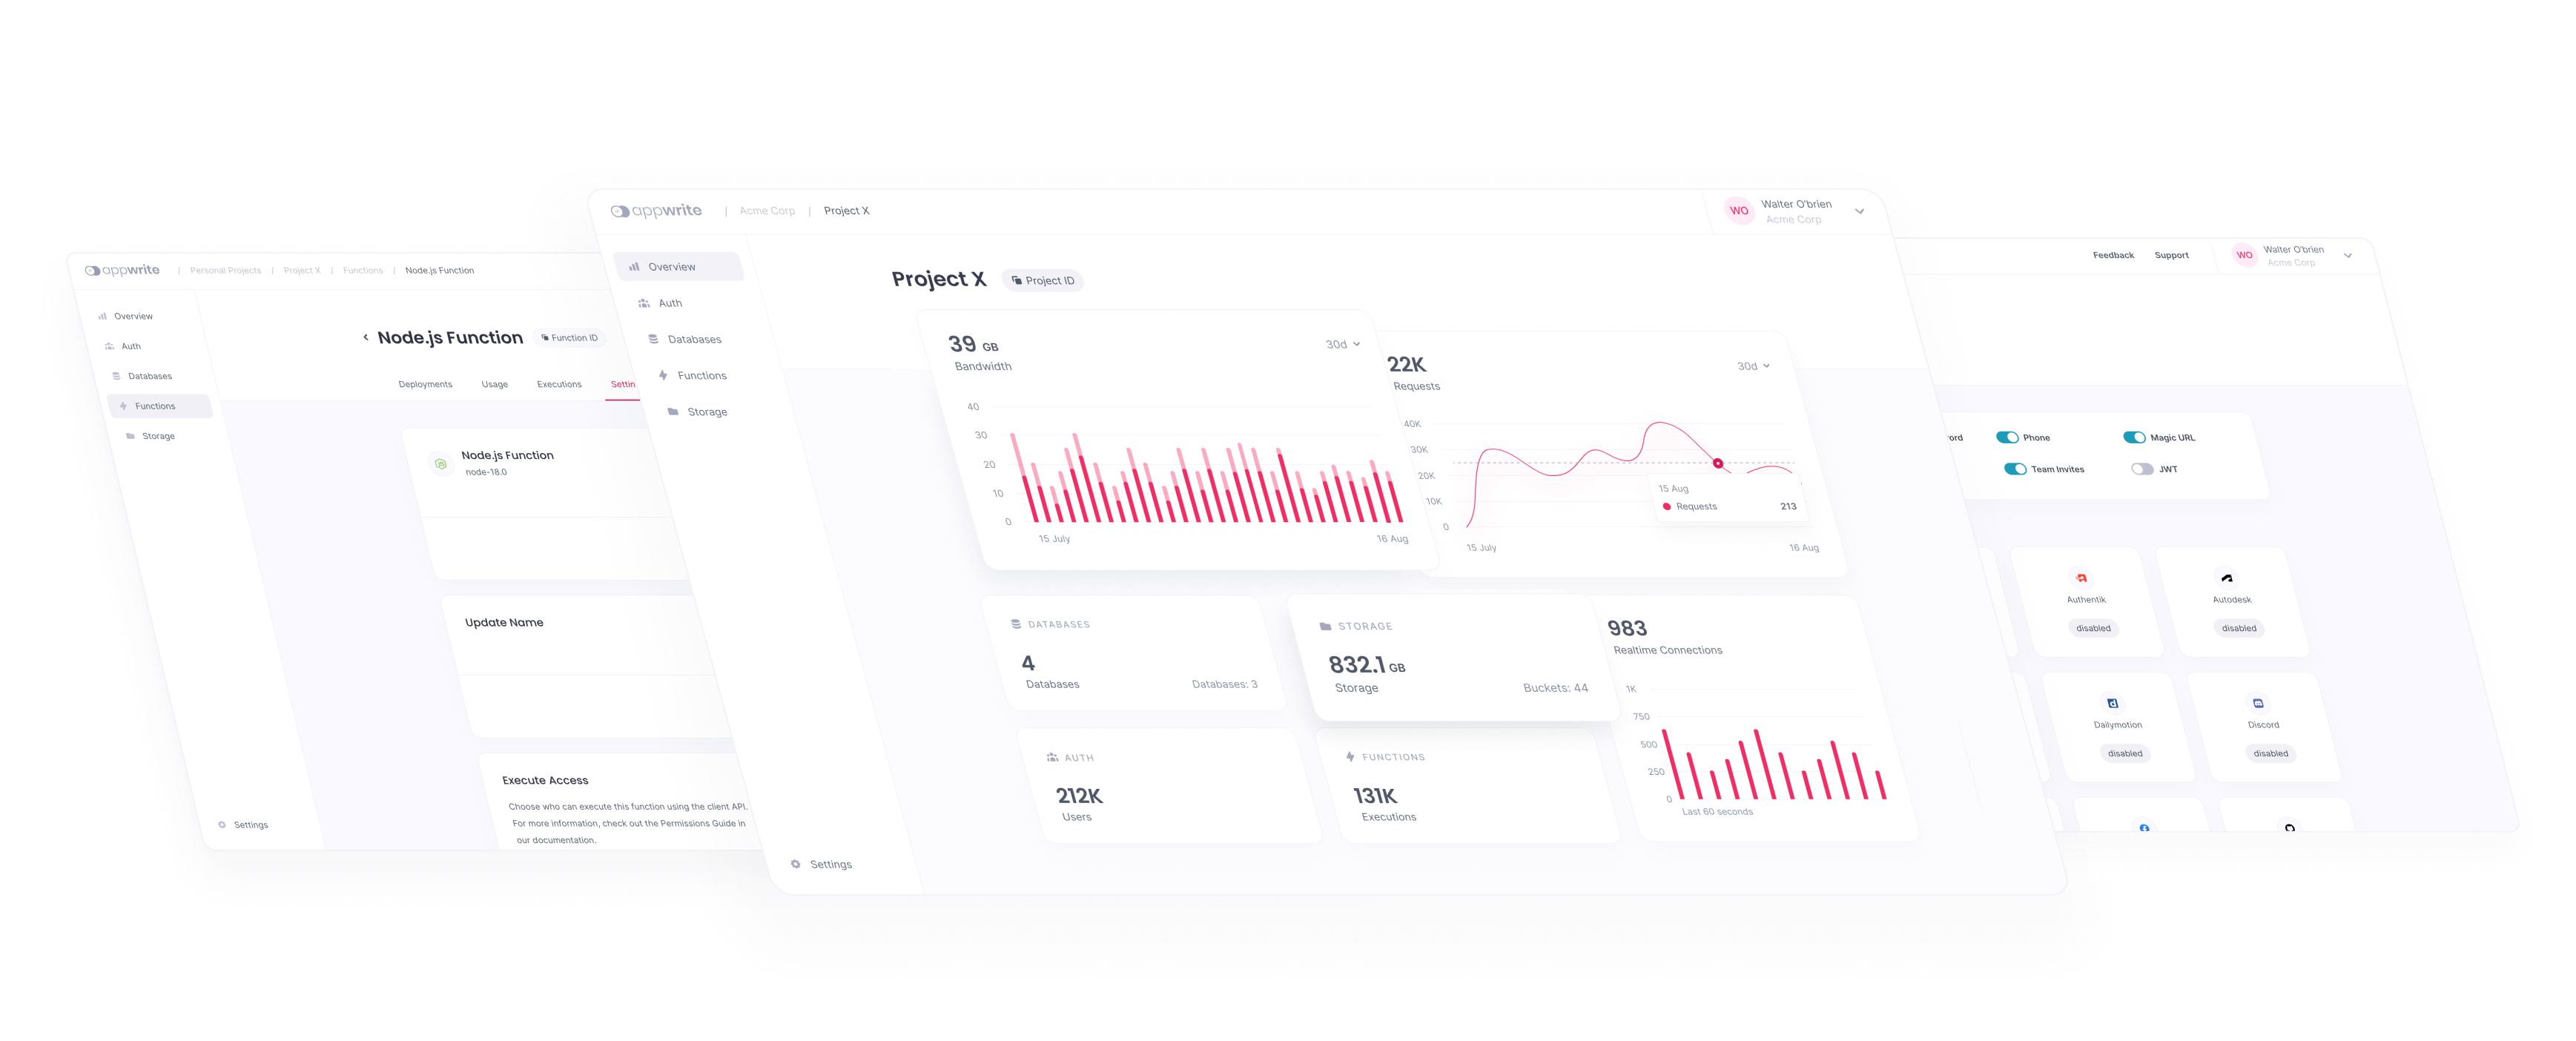 appwrite | Personal Projects | Project X | Functions | Node.js Function
Overview
Auth
Databases
Functions
Storage
Settings
Node.js Function Function ID
Deployments Usage Executions Settin
Node.js Function
node-18.0
Update Name
Execute Access
Choose who can execute this function using the client API.
For more information, check out the Permissions Guide in
our documentation.
appwrite | Acme Corp | Project X
WO Walter O'brien
Acme Corp
Overview
Auth
Databases
Functions
Storage
Settings
Project X Project ID
39 GB 30d
Bandwidth
40
30
20
10
0
15 July 16 Aug
22K 30d
Requests
40K
30K
20K
10K
0
15 Aug
Requests 213
15 July 16 Aug
DATABASES
4
Databases Databases: 3
STORAGE
832.1 GB
Storage Buckets: 44
AUTH
212K
Users
FUNCTIONS
131K
Executions
983
Realtime Connections
1K
750
500
250
0
Last 60 seconds
Feedback Support WO Walter O'brien
Acme Corp
ord Phone Magic URL
Team Invites JWT
Authentik Autodesk
disabled disabled
Dailymotion Discord
disabled disabled